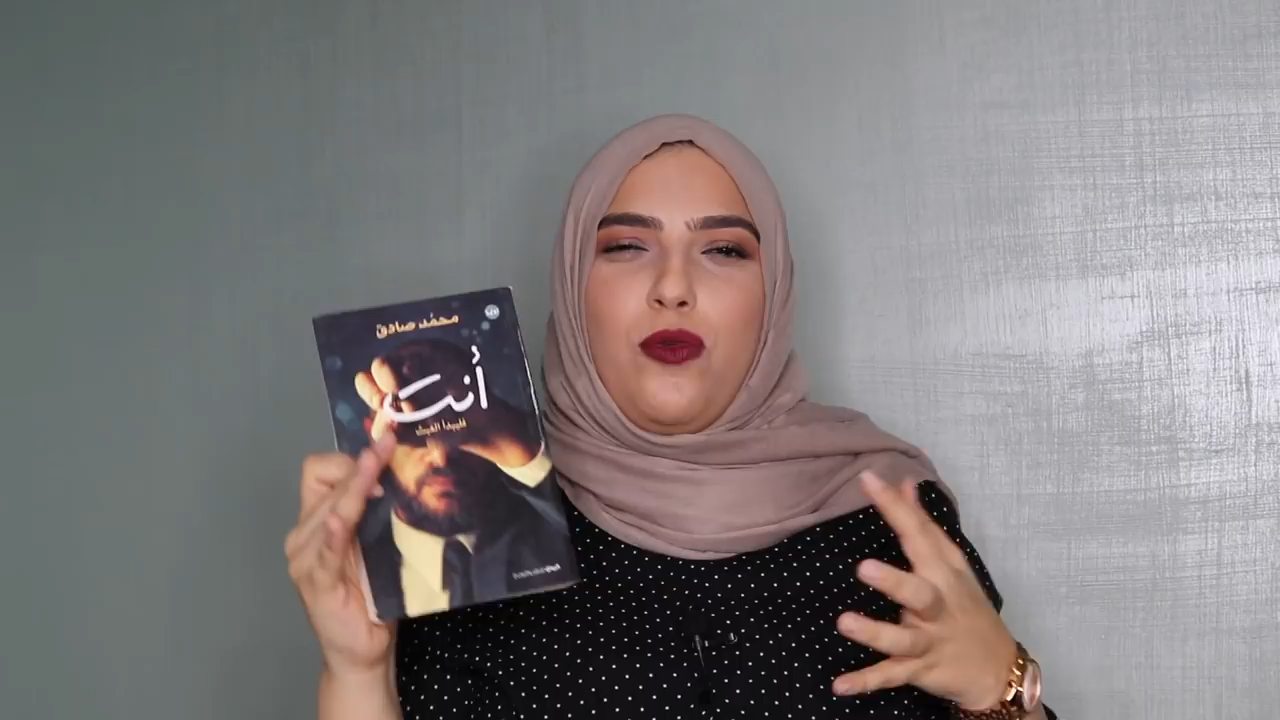 محمد صادق
أنت
فليبدأ العبث